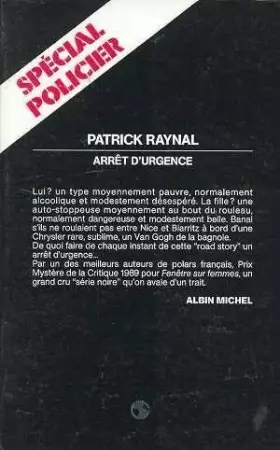 SPÉCIAL
POLICIER
PATRICK RAYNAL
ARRÊT D'URGENCE
Lui? un type moyennement pauvre, normalement
alcoolique et modestement désespéré. La fille? une
auto-stoppeuse moyennement au bout du rouleau,
normalement dangereuse et modestement belle. Banal
s'ils ne roulaient pas entre Nice et Biarritz à bord d'une
Chrysler rare, sublime, un Van Gogh de la bagnole.
De quoi faire de chaque instant de cette "road story" un
arrêt d'urgence...
Par un des meilleurs auteurs de polars français, Prix
Mystère de la Critique 1989 pour Fenêtre sur femmes, un
grand cru "série noire" qu'on avale d'un trait.
ALBIN MICHEL